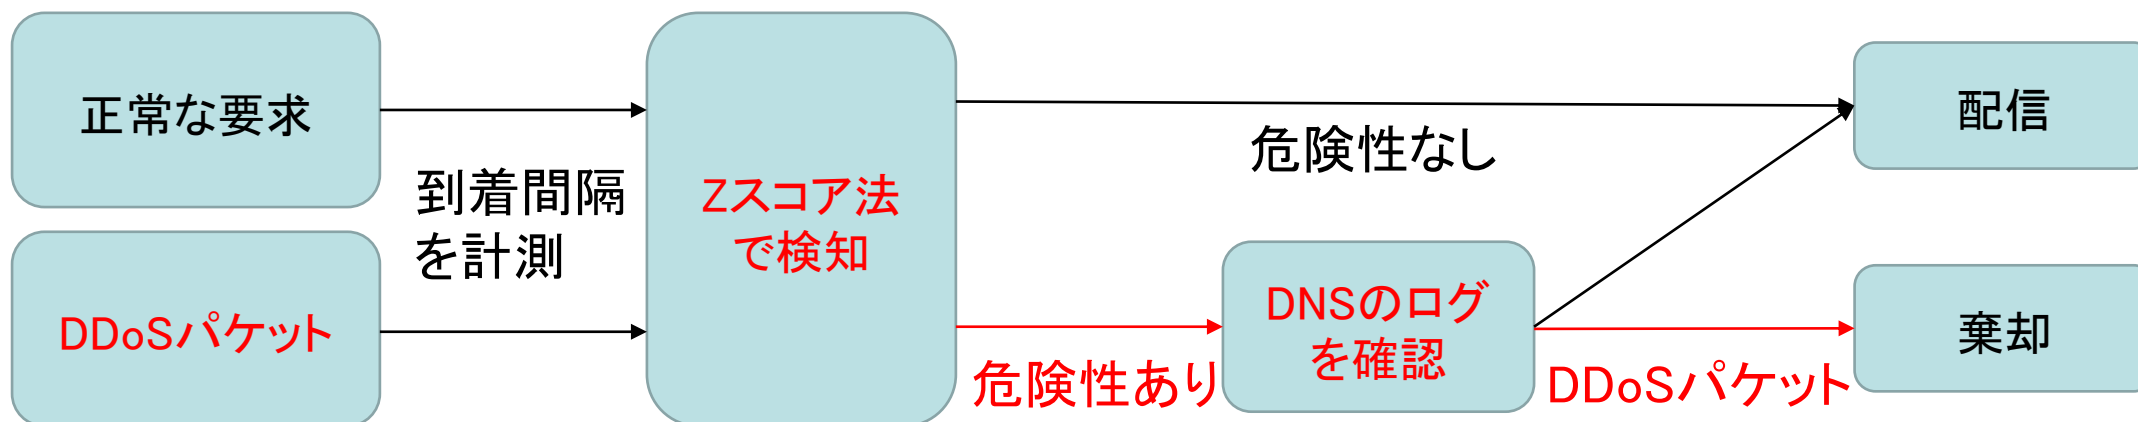 正常な要求
到着間隔
を計測
DDoSパケット
Zスコア法
で検知
危険性なし
危険性あり
DNSのログ
を確認
DDoSパケット
配信
棄却